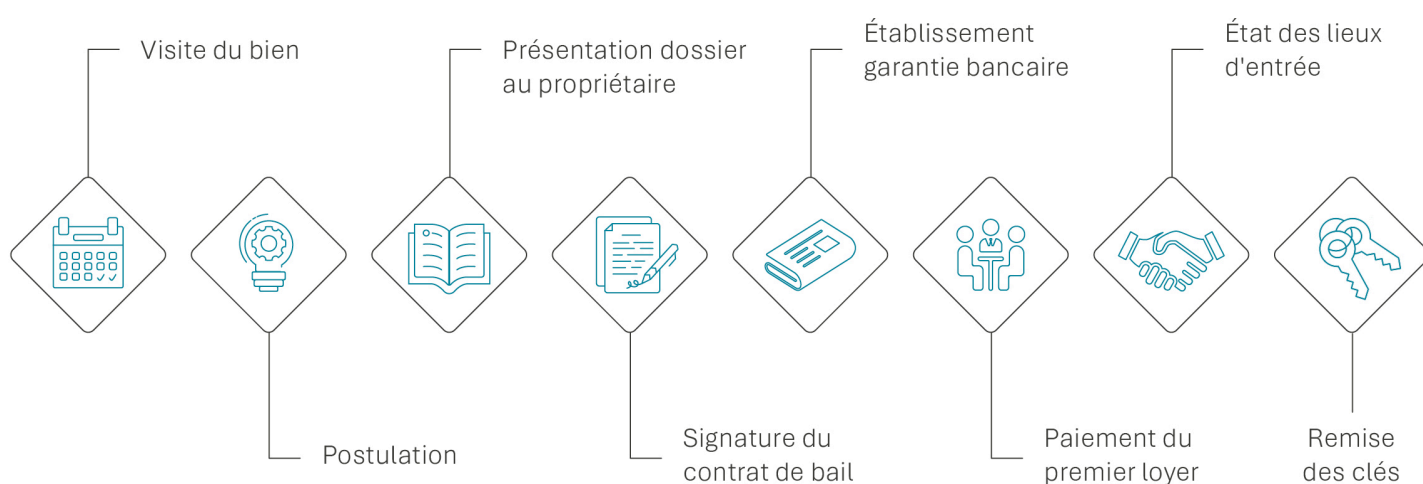 Visite du bien
Postulation
Présentation dossier
au propriétaire
Signature du
contrat de bail
Établissement
garantie bancaire
Paiement du
premier loyer
État des lieux
d'entrée
Remise
des clés